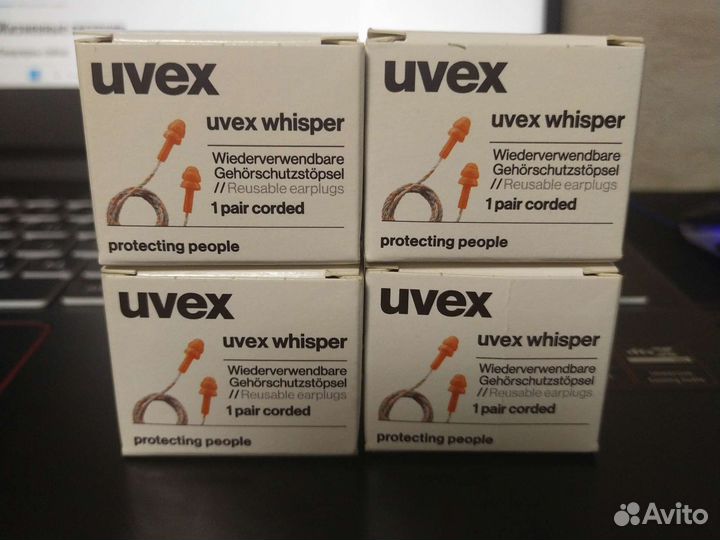 uvex
uvex whisper
Wiederverwendbare
Gehörschutzstöpsel
// Reusable earplugs
1 pair corded
protecting people
uvex
uvex whisper
Wiederverwendbare
Gehörschutzstöpsel
// Reusable earplugs
1 pair corded
protecting people
uvex
uvex whisper
Wiederverwendbare
Gehörschutzstöpsel
// Reusable earplugs
1 pair corded
protecting people
uvex
uvex whisper
Wiederverwendbare
Gehörschutzstöpsel
// Reusable earplugs
1 pair corded
protecting people
Avito